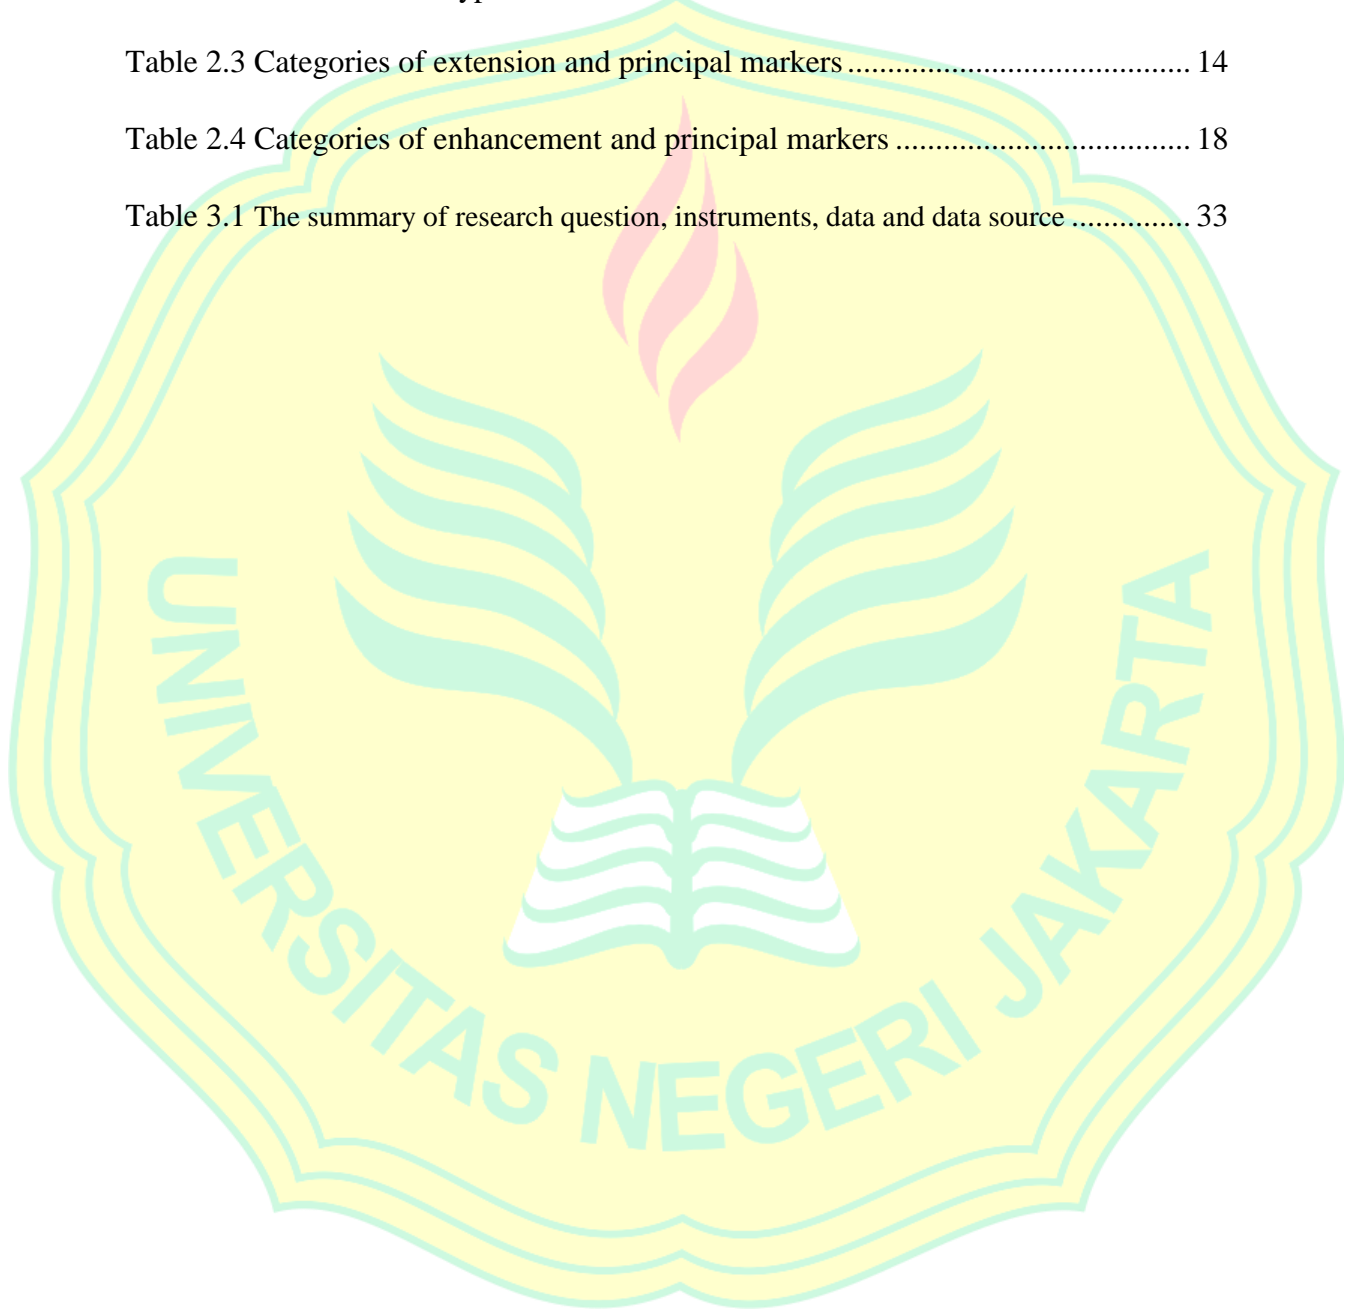 Table 2.3 Categories of extension and principal markers .......................................... 14
Table 2.4 Categories of enhancement and principal markers .................................... 18
Table 3.1 The summary of research question, instruments, data and data source .............. 33
UNIVERSITAS NEGERI JAKARTA